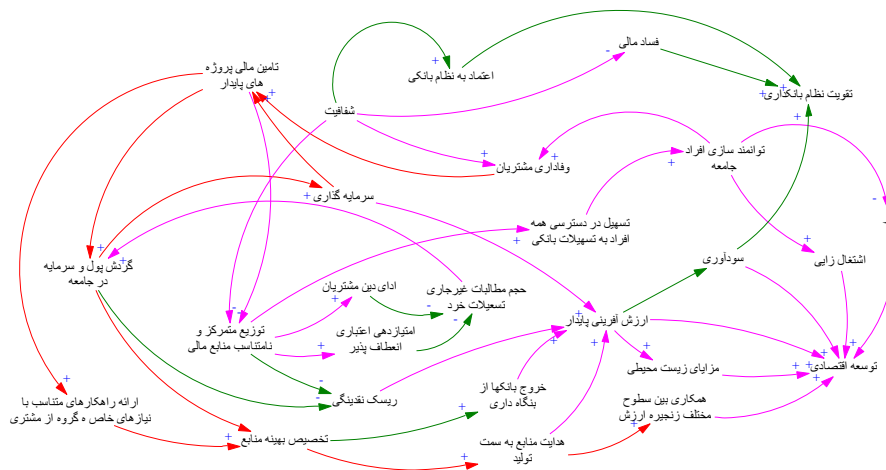 فساد مالی
تامین مالی پروژه
های پایدار
اعتماد به نظام بانکی
تقویت نظام بانکداری
شفافیت
توانمند سازی افراد
جامعه
وفاداری مشتریان
سرمایه گذاری
تسهیل در دسترسی همه
افراد به تسهیلات بانکی
سودآوری
اشتغال زایی
گردش پول و سرمایه
در جامعه
ادای دین مشتریان
حجم مطالبات غیرجاری
تسعیلات خرد
ارزش آفرینی پایدار
توزیع متمرکز و
نامتناسب منابع مالی
امتیازدهی اعتباری
انعطاف پذیر
مزایای زیست محیطی
توسعه اقتصادی
ریسک نقدینگی
خروج بانکها از
بنگاه داری
ارائه راهکارهای متناسب با
نیازهای خاص ه گروه از مشتری
همکاری بین سطوح
مختلف زنجیره ارزش
تخصیص بهینه منابع
هدایت منابع به سمت
تولید